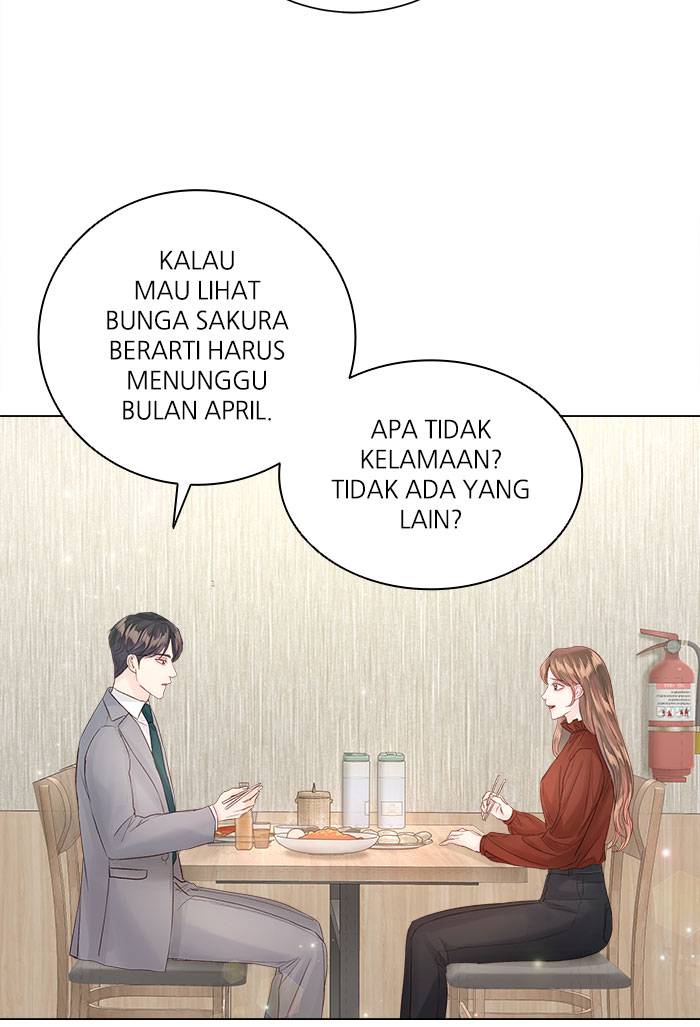 KALAU
MAU LIHAT
BUNGA SAKURA
BERARTI HARUS
MENUNGGU
BULAN APRIL.
APA TIDAK
KELAMAAN?
TIDAK ADA YANG
LAIN?